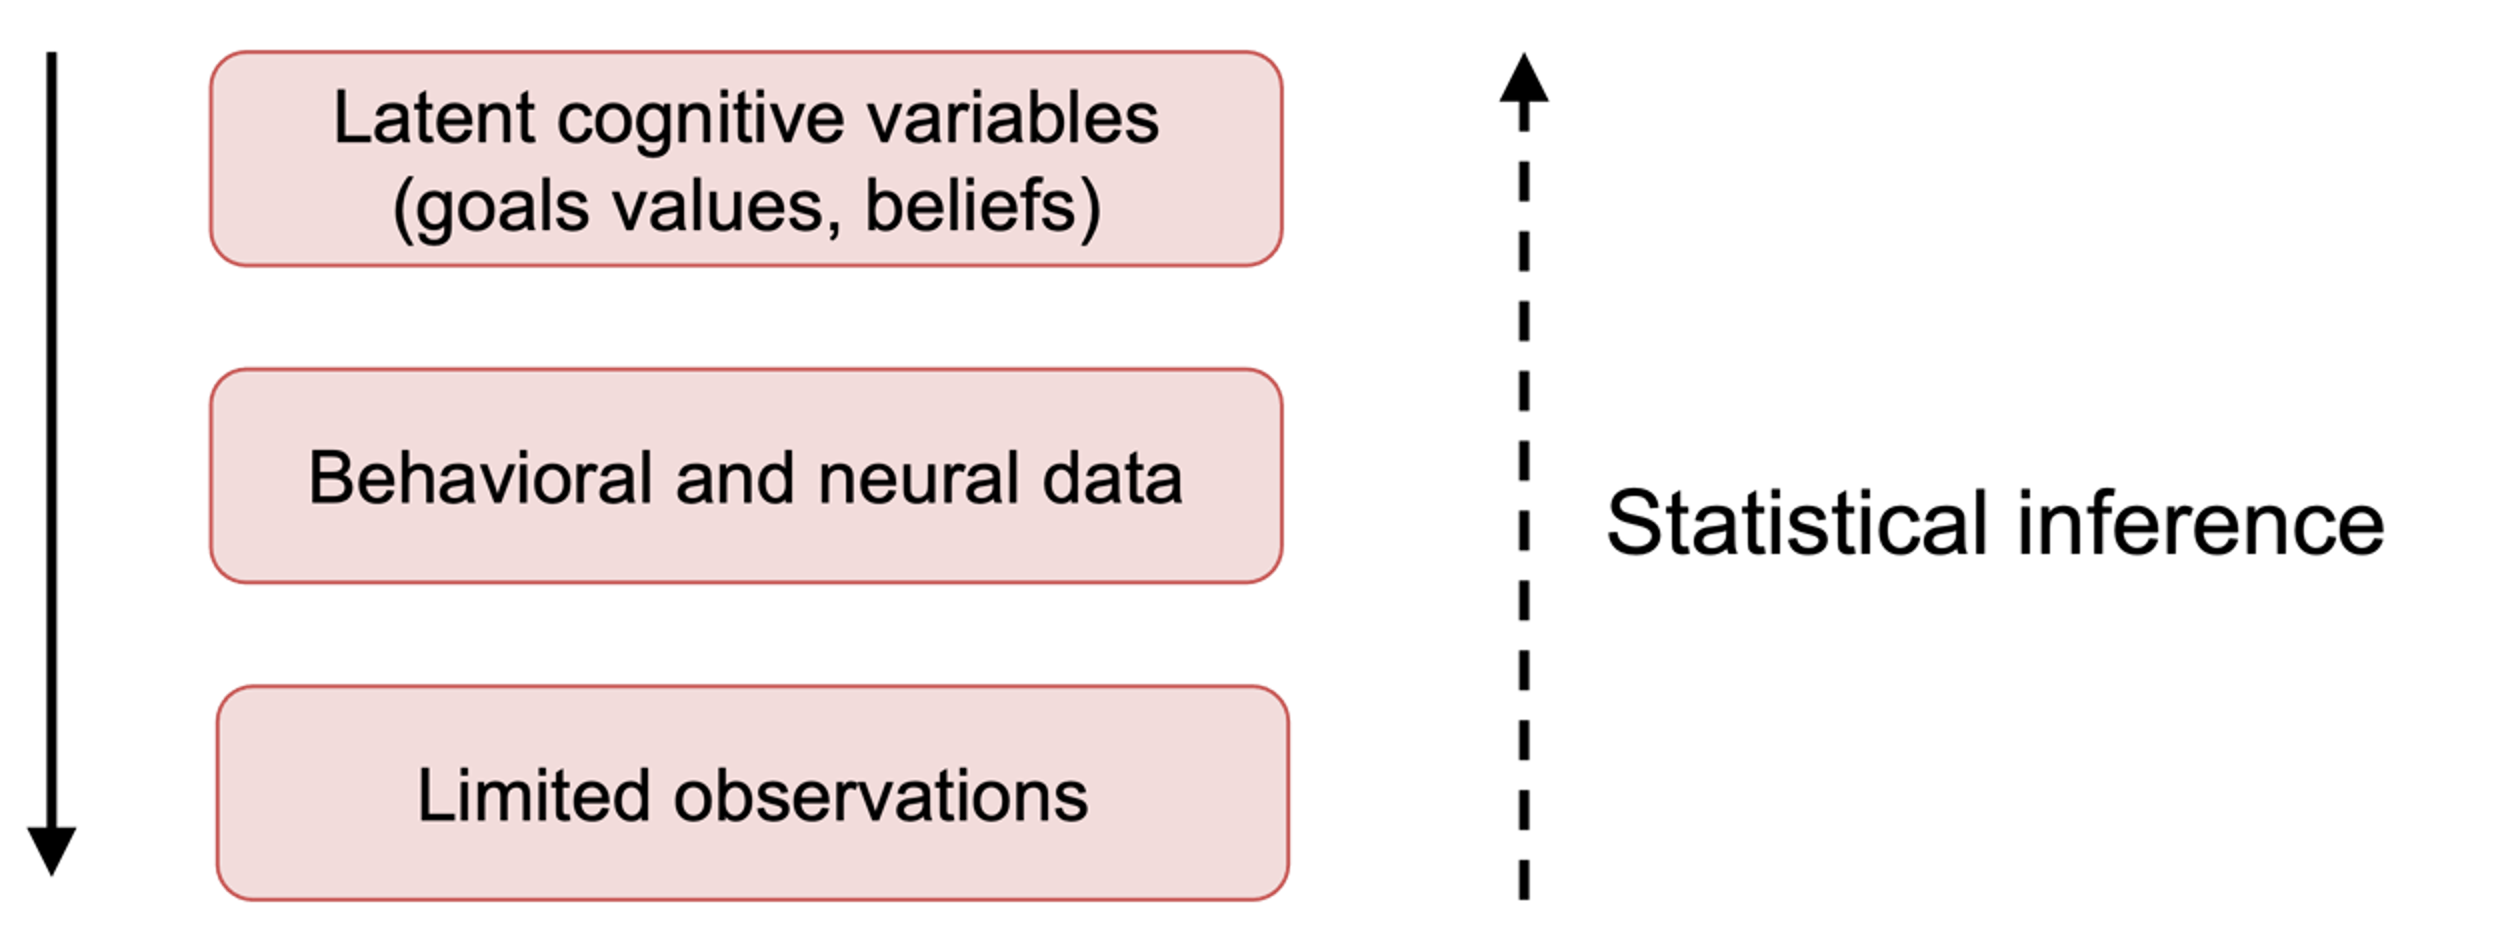 Latent cognitive variables
(goals values, beliefs)
Behavioral and neural data
Statistical inference
Limited observations